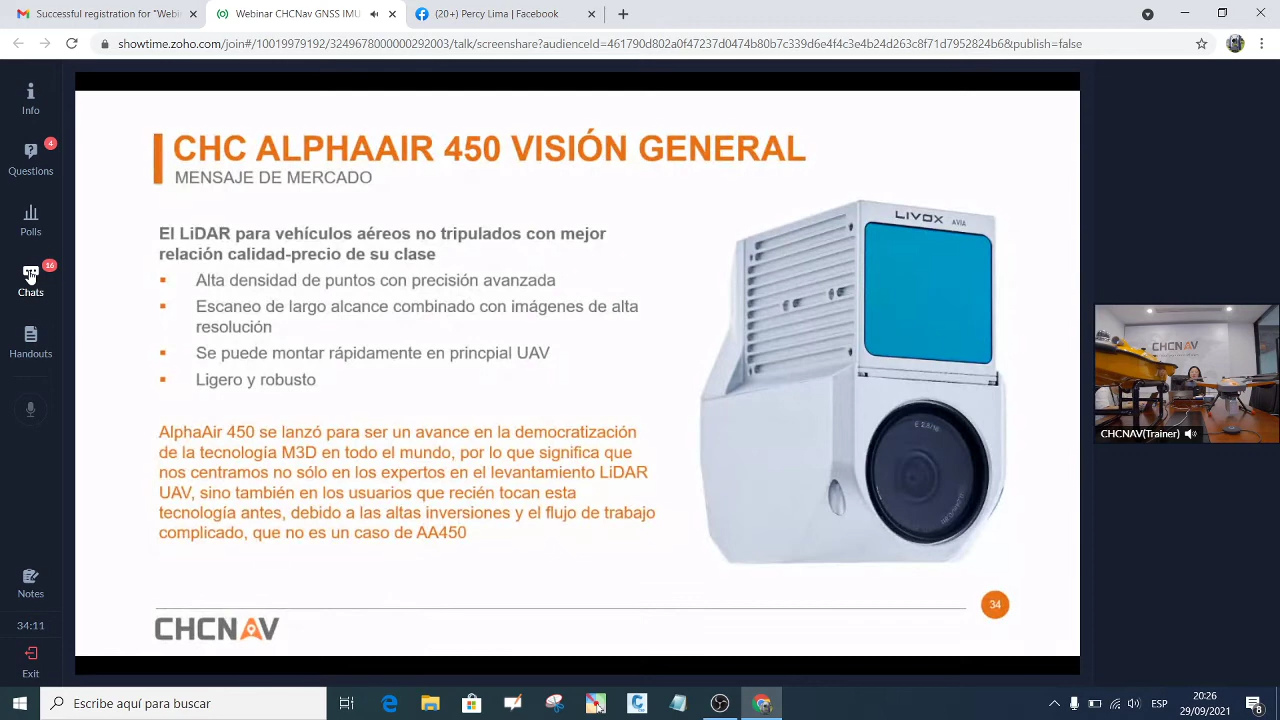 Successful registration for "Webi
Webinar CHCNAV GNSS IMU
(20+) Percy Lima | Facebook
showtime.zoho.com/join#/10019979192/3249678000000292003/talk/screenshare?audienceId=461790d802a0f47237d0474b80b7c339d6e4f4c3e4b24d263c8f71d7952824b68&publish=false
Info
4
Questions
Polls
16
Chats
Handouts
Notes
34:11
Exit
CHC ALPHAAIR 450 VISIÓN GENERAL
MENSAJE DE MERCADO
El LiDAR para vehículos aéreos no tripulados con mejor
relación calidad-precio de su clase
Alta densidad de puntos con precisión avanzada
Escaneo de largo alcance combinado con imágenes de alta
resolución
Se puede montar rápidamente en princpial UAV
Ligero y robusto
AlphaAir 450 se lanzó para ser un avance en la democratización
de la tecnología M3D en todo el mundo, por lo que significa que
nos centramos no sólo en los expertos en el levantamiento LiDAR
UAV, sino también en los usuarios que recién tocan esta
tecnología antes, debido a las altas inversiones y el flujo de trabajo
complicado, que no es un caso de AA450
LIVOX AVIA
34
CHCNAV
CHCNAV
CHCNAV(Trainer)
Escribe aquí para buscar
20:26
29/09/2021
8